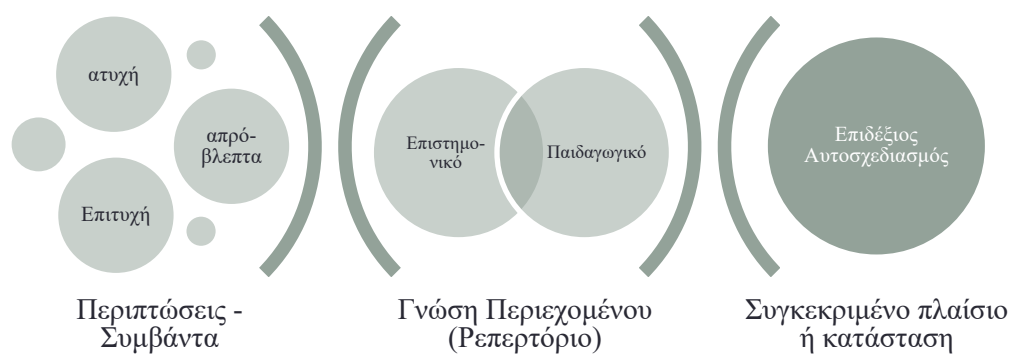 ατυχή
απρό-
βλεπτα
Επιτυχή
Περιπτώσεις -
Συμβάντα
Επιστημο-
νικό
Παιδαγωγικό
Γνώση Περιεχομένου
(Ρεπερτόριο)
Επιδέξιος
Αυτοσχεδιασμός
Συγκεκριμένο πλαίσιο
ή κατάσταση